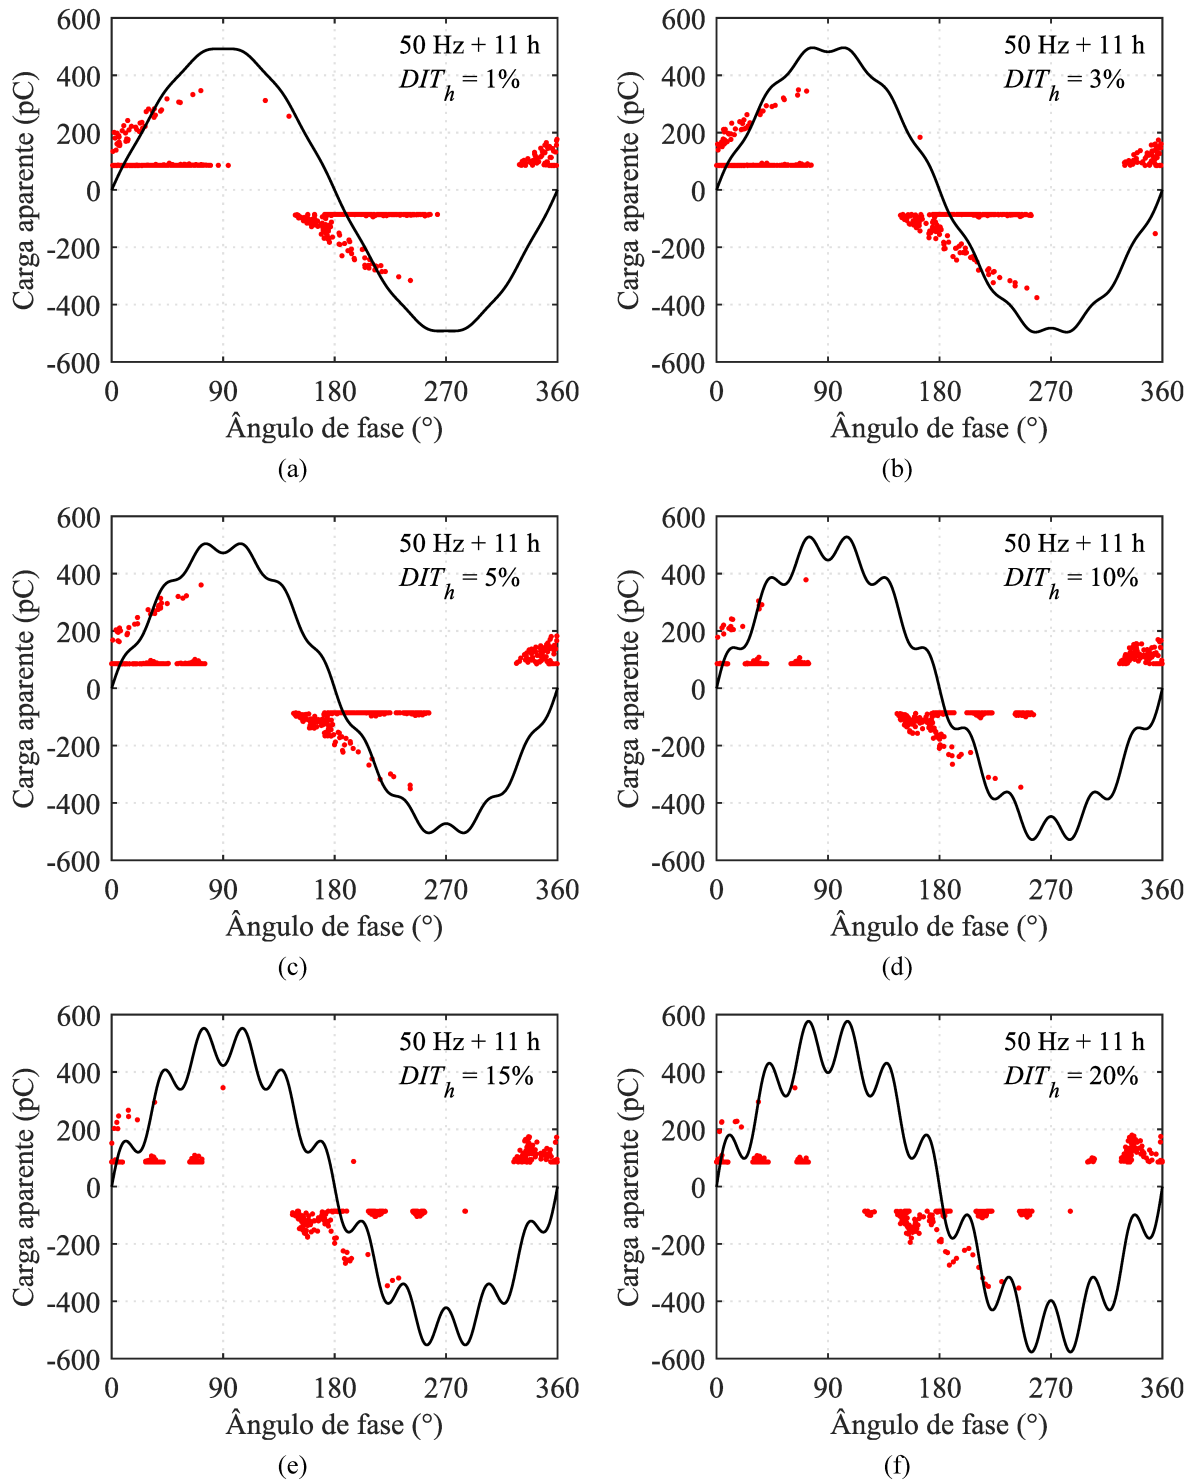 600
400
200
0
-200
-400
-600
Carga aparente (pC)
50 Hz + 11 h
DIT_h = 1%
0 90 180 270 360
Ângulo de fase (°)
(a)
600
400
200
0
-200
-400
-600
Carga aparente (pC)
50 Hz + 11 h
DIT_h = 3%
0 90 180 270 360
Ângulo de fase (°)
(b)
600
400
200
0
-200
-400
-600
Carga aparente (pC)
50 Hz + 11 h
DIT_h = 5%
0 90 180 270 360
Ângulo de fase (°)
(c)
600
400
200
0
-200
-400
-600
Carga aparente (pC)
50 Hz + 11 h
DIT_h = 10%
0 90 180 270 360
Ângulo de fase (°)
(d)
600
400
200
0
-200
-400
-600
Carga aparente (pC)
50 Hz + 11 h
DIT_h = 15%
0 90 180 270 360
Ângulo de fase (°)
(e)
600
400
200
0
-200
-400
-600
Carga aparente (pC)
50 Hz + 11 h
DIT_h = 20%
0 90 180 270 360
Ângulo de fase (°)
(f)